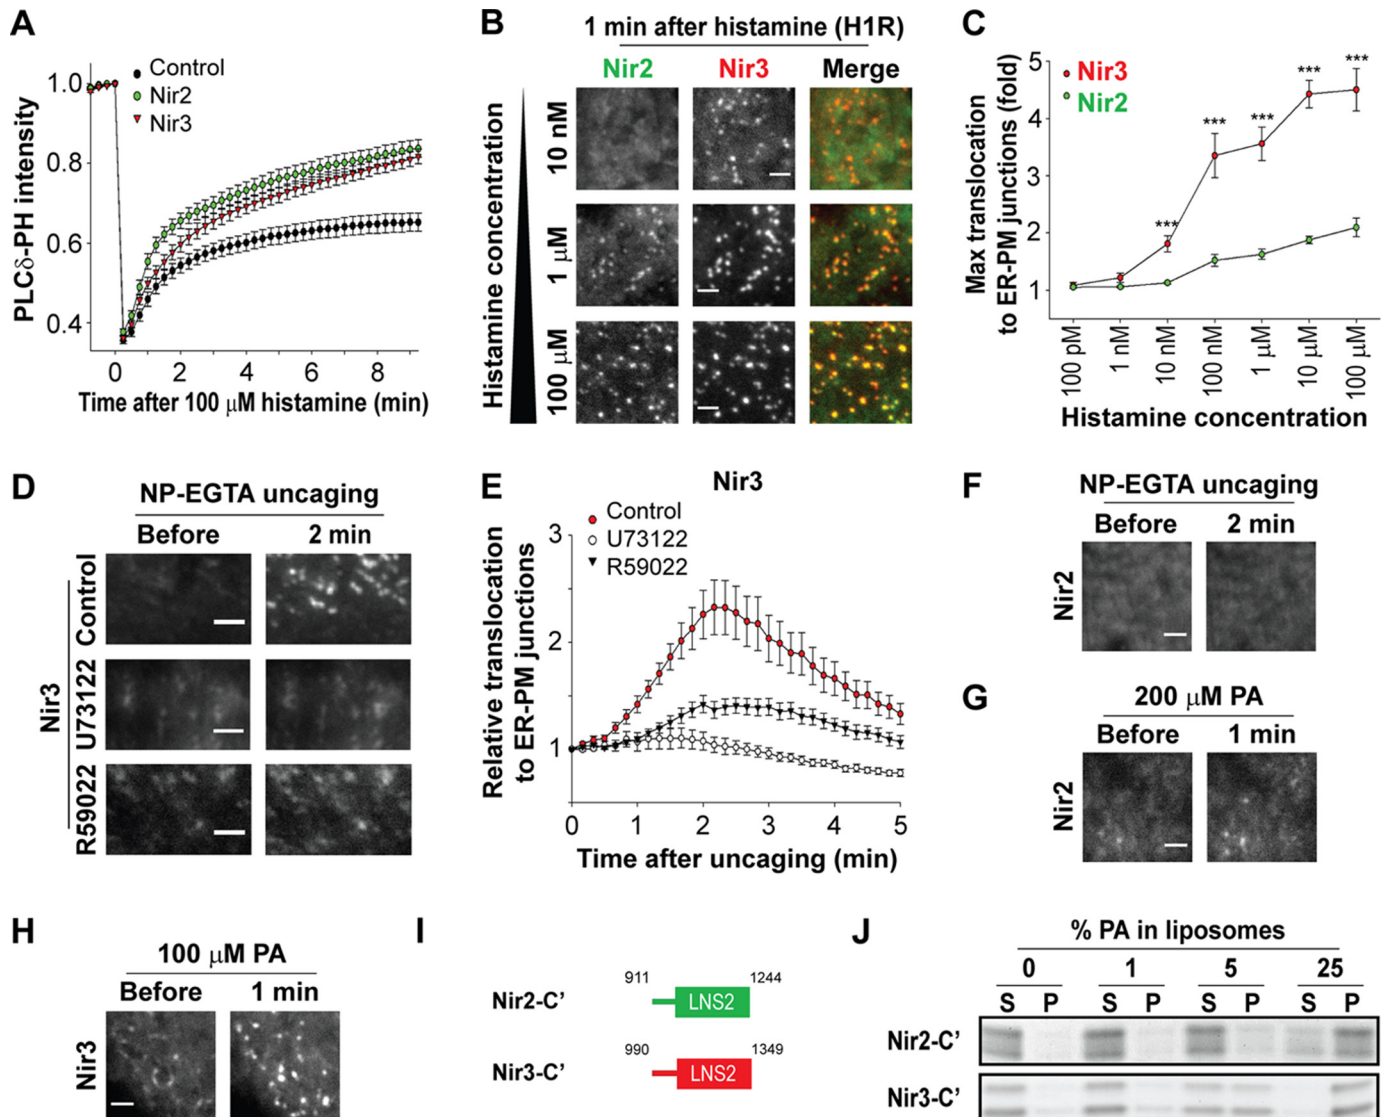 A
Control
Nir2
Nir3
PLCδ-PH intensity
1.0
0.8
0.6
0.4
0 2 4 6 8
Time after 100 μM histamine (min)
B
1 min after histamine (H1R)
Nir2 Nir3 Merge
Histamine concentration
10 nM
1 μM
100 μM
C
Nir3
Nir2
Max translocation
to ER-PM junctions (fold)
5
4
3
2
1
***
***
***
***
***
100 pM
1 nM
10 nM
100 nM
1 μM
10 μM
100 μM
Histamine concentration
D
NP-EGTA uncaging
Before 2 min
Nir3
Control
U73122
R59022
E
Nir3
Control
U73122
R59022
Relative translocation
to ER-PM junctions
3
2
1
0 1 2 3 4 5
Time after uncaging (min)
F
NP-EGTA uncaging
Before 2 min
Nir2
G
200 μM PA
Before 1 min
Nir2
H
100 μM PA
Before 1 min
Nir3
I
911 1244
Nir2-C’ LNS2
990 1349
Nir3-C’ LNS2
J
% PA in liposomes
0 1 5 25
S P S P S P S P
Nir2-C’
Nir3-C’